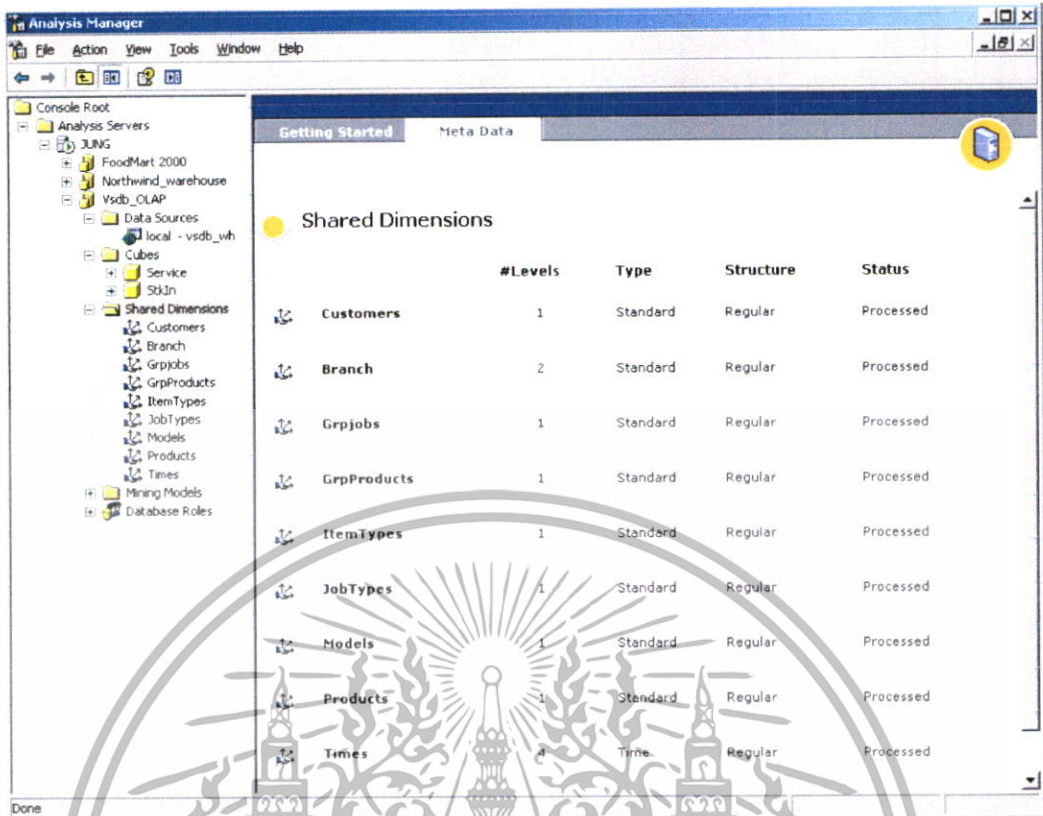 Analysis Manager
File Action View Tools Window Help
Console Root
Analysis Servers
JUNG
FoodMart 2000
Northwind_warehouse
Vsdb_OLAP
Data Sources
local - vsdb_wh
Cubes
Service
StkIn
Shared Dimensions
Customers
Branch
Grpjobs
GrpProducts
ItemTypes
JobTypes
Models
Products
Times
Mining Models
Database Roles
Getting Started Meta Data
Shared Dimensions
#Levels Type Structure Status
Customers 1 Standard Regular Processed
Branch 2 Standard Regular Processed
Grpjobs 1 Standard Regular Processed
GrpProducts 1 Standard Regular Processed
ItemTypes 1 Standard Regular Processed
JobTypes 1 Standard Regular Processed
Models 1 Standard Regular Processed
Products 1 Standard Regular Processed
Times 4 Time Regular Processed
Done